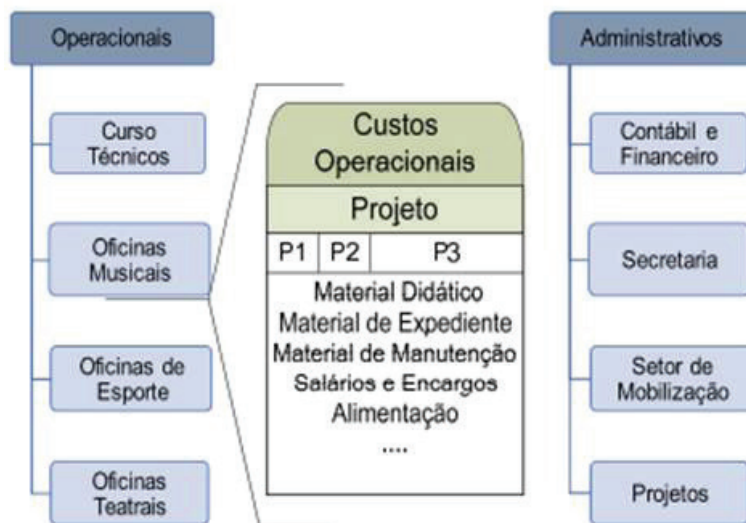 Operacionais
Curso
Técnicos
Oficinas
Musicais
Oficinas de
Esporte
Oficinas
Teatrais
Custos
Operacionais
Projeto
P1 P2 P3
Material Didático
Material de Expediente
Material de Manutenção
Salários e Encargos
Alimentação
....
Administrativos
Contábil e
Financeiro
Secretaria
Setor de
Mobilização
Projetos